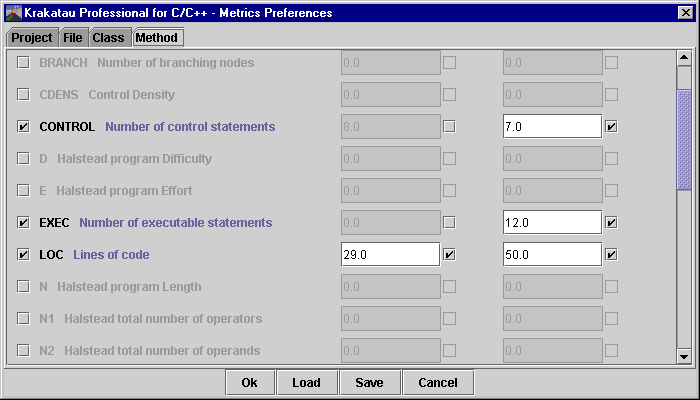 Krakatau Professional for C/C++ - Metrics Preferences
Project File Class Method
BRANCH Number of branching nodes 0.0 0.0
CDENS Control Density 0.0 0.0
CONTROL Number of control statements 8.0 7.0
D Halstead program Difficulty 0.0 0.0
E Halstead program Effort 0.0 0.0
EXEC Number of executable statements 0.0 12.0
LOC Lines of code 29.0 50.0
N Halstead program Length 0.0 0.0
N1 Halstead total number of operators 0.0 0.0
N2 Halstead total number of operands 0.0 0.0
Ok Load Save Cancel